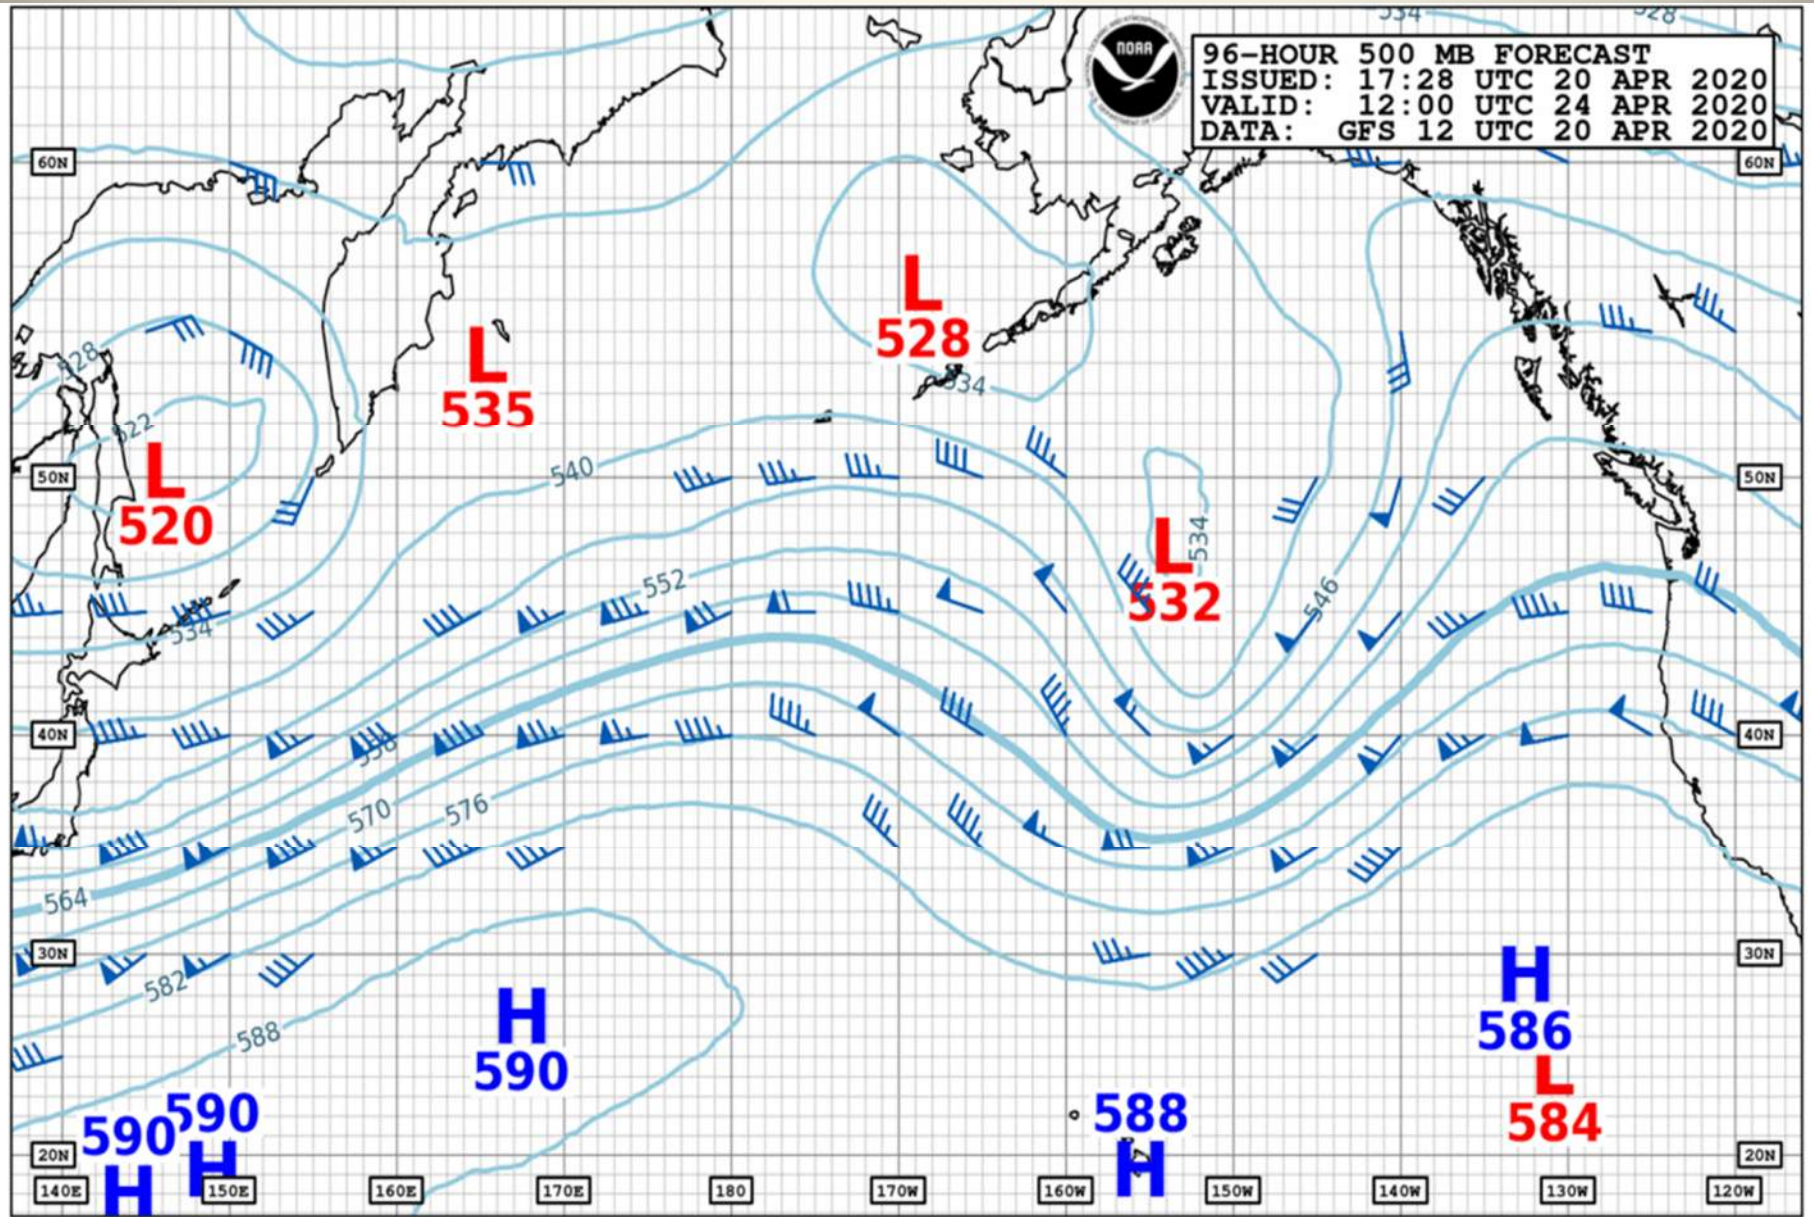 534
528
NOAA
96-HOUR 500 MB FORECAST
ISSUED: 17:28 UTC 20 APR 2020
VALID: 12:00 UTC 24 APR 2020
DATA: GFS 12 UTC 20 APR 2020
60N
60N
L
528
L
535
528
534
522
L
520
540
50N
50N
534
L
532
552
546
534
40N
40N
558
570
576
564
30N
30N
582
H
590
H
586
588
L
584
590
H
590
H
588
H
20N
20N
140E
150E
160E
170E
180
170W
160W
150W
140W
130W
120W